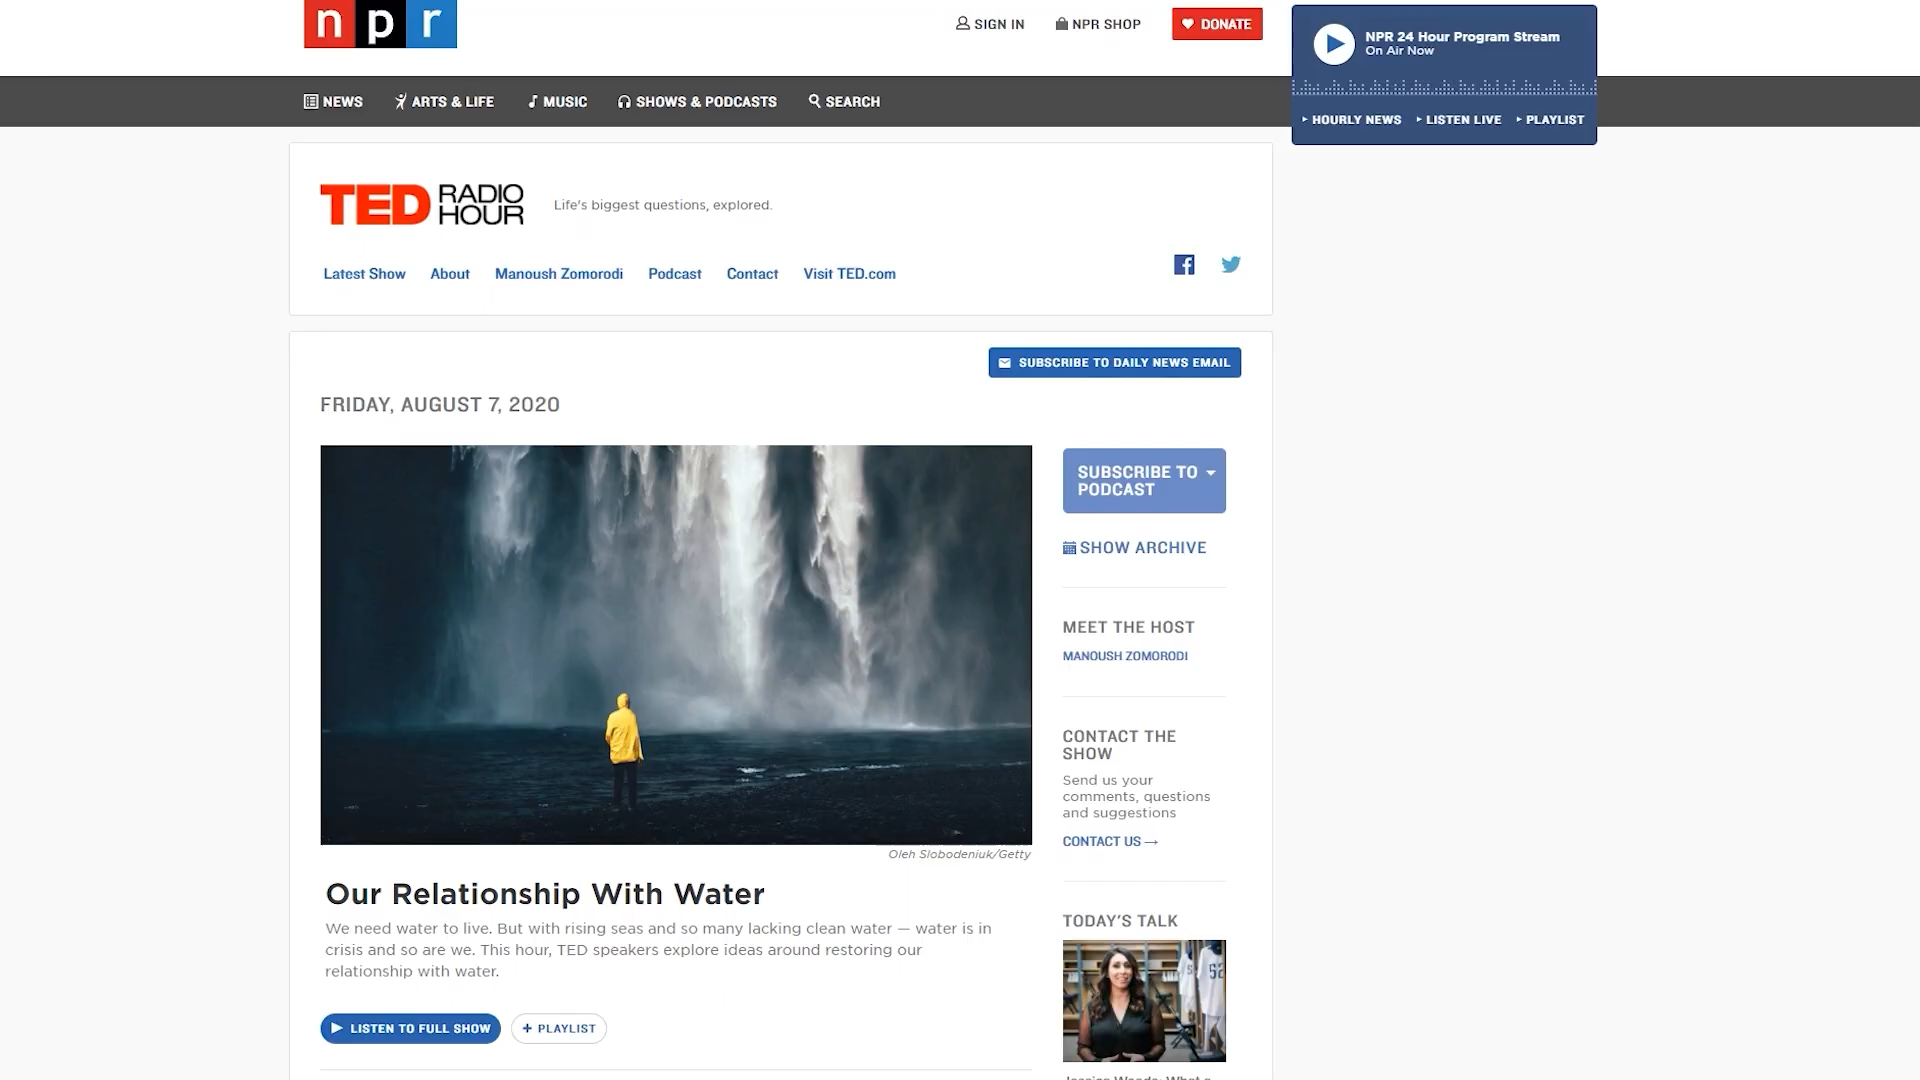 npr
SIGN IN
NPR SHOP
DONATE
NPR 24 Hour Program Stream
On Air Now
HOURLY NEWS
LISTEN LIVE
PLAYLIST
NEWS
ARTS & LIFE
MUSIC
SHOWS & PODCASTS
SEARCH
TED RADIO
HOUR
Life's biggest questions, explored.
Latest Show
About
Manoush Zomorodi
Podcast
Contact
Visit TED.com
SUBSCRIBE TO DAILY NEWS EMAIL
FRIDAY, AUGUST 7, 2020
Oleh Slobodeniuk/Getty
Our Relationship With Water
We need water to live. But with rising seas and so many lacking clean water — water is in
crisis and so are we. This hour, TED speakers explore ideas around restoring our
relationship with water.
LISTEN TO FULL SHOW
+ PLAYLIST
SUBSCRIBE TO
PODCAST
SHOW ARCHIVE
MEET THE HOST
MANOUSH ZOMORODI
CONTACT THE
SHOW
Send us your
comments, questions
and suggestions
CONTACT US →
TODAY'S TALK